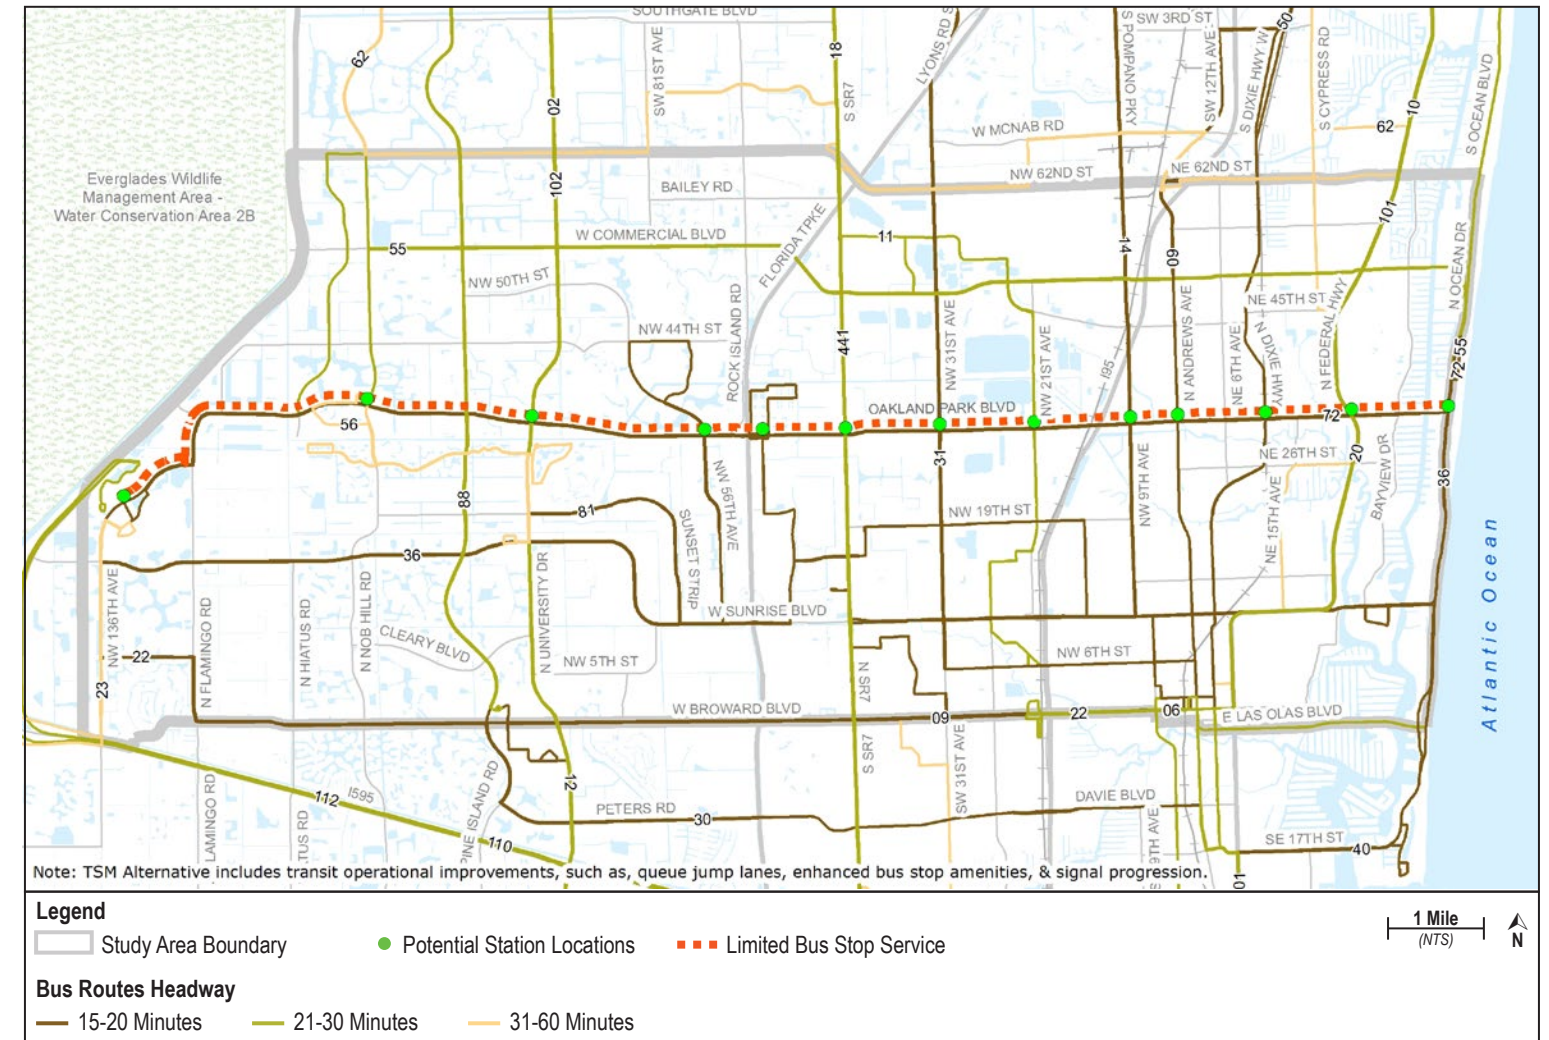 SOUTHGATE BLVD
SW 3RD ST
50
62
SW 81ST AVE
02
18
S SR7
LYONS RD S
S POMPANO PKY
SW 12TH AVE
S DIXIE HWY W
S CYPRESS RD
10
S OCEAN BLVD
W MCNAB RD
62
Everglades Wildlife
Management Area -
Water Conservation Area 2B
102
BAILEY RD
NW 62ND ST
NE 62ND ST
101
55
W COMMERCIAL BLVD
FLORIDA TPKE
11
14
60
N OCEAN DR
NW 50TH ST
ROCK ISLAND RD
NE 45TH ST
NW 44TH ST
441
NW 31ST AVE
NW 21ST AVE
I95
N ANDREWS AVE
NE 6TH AVE
N DIXIE HWY
N FEDERAL HWY
72-55
56
OAKLAND PARK BLVD
72
31
NE 26TH ST
20
BAYVIEW DR
36
88
81
NW 56TH AVE
SUNSET STRIP
NW 19TH ST
NW 9TH AVE
NE 15TH AVE
36
NW 136TH AVE
N FLAMINGO RD
N HIATUS RD
N NOB HILL RD
CLEARY BLVD
N UNIVERSITY DR
W SUNRISE BLVD
Atlantic Ocean
22
NW 5TH ST
N SR7
NW 6TH ST
23
W BROWARD BLVD
09
22
06
E LAS OLAS BLVD
S SR7
SW 31ST AVE
112
I595
LAMINGO RD
TUS RD
PINE ISLAND RD
12
PETERS RD
30
DAVIE BLVD
9TH AVE
S
110
SE 17TH ST
40
01
Note: TSM Alternative includes transit operational improvements, such as, queue jump lanes, enhanced bus stop amenities, & signal progression.
Legend
Study Area Boundary
Potential Station Locations
Limited Bus Stop Service
1 Mile
(NTS)
N
Bus Routes Headway
15-20 Minutes
21-30 Minutes
31-60 Minutes